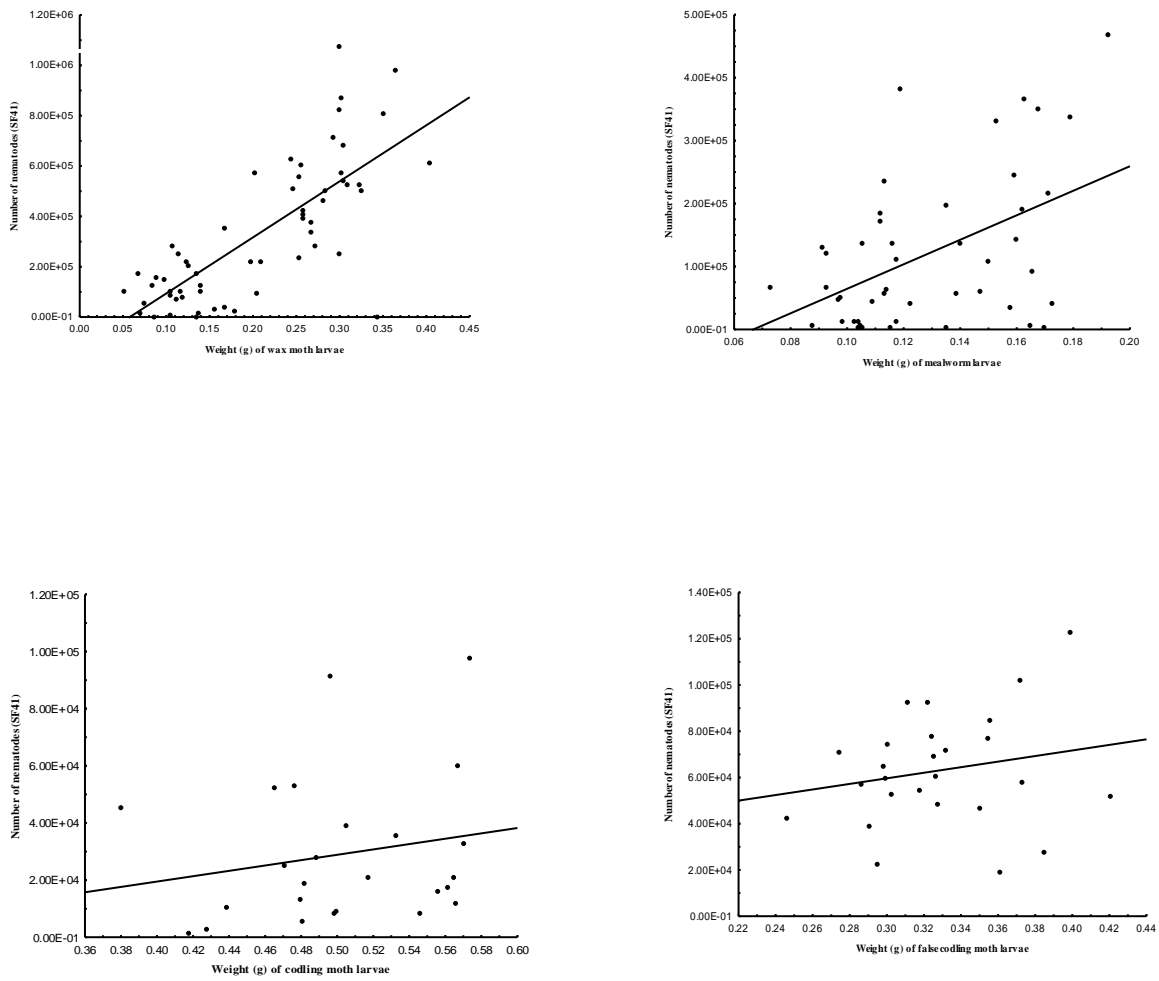 1.20E+06
1.00E+06
8.00E+05
6.00E+05
4.00E+05
2.00E+05
0.00E-01
0.00 0.05 0.10 0.15 0.20 0.25 0.30 0.35 0.40 0.45
Number of nematodes (SF41)
Weight (g) of wax moth larvae
5.00E+05
4.00E+05
3.00E+05
2.00E+05
1.00E+05
0.00E-01
0.06 0.08 0.10 0.12 0.14 0.16 0.18 0.20
Number of nematodes (SF41)
Weight (g) of mealworm larvae
1.20E+05
1.00E+05
8.00E+04
6.00E+04
4.00E+04
2.00E+04
0.00E-01
0.36 0.38 0.40 0.42 0.44 0.46 0.48 0.50 0.52 0.54 0.56 0.58 0.60
Number of nematodes (SF41)
Weight (g) of codling moth larvae
1.40E+05
1.20E+05
1.00E+05
8.00E+04
6.00E+04
4.00E+04
2.00E+04
0.00E-01
0.22 0.24 0.26 0.28 0.30 0.32 0.34 0.36 0.38 0.40 0.42 0.44
Number of nematodes (SF41)
Weight (g) of false codling moth larvae